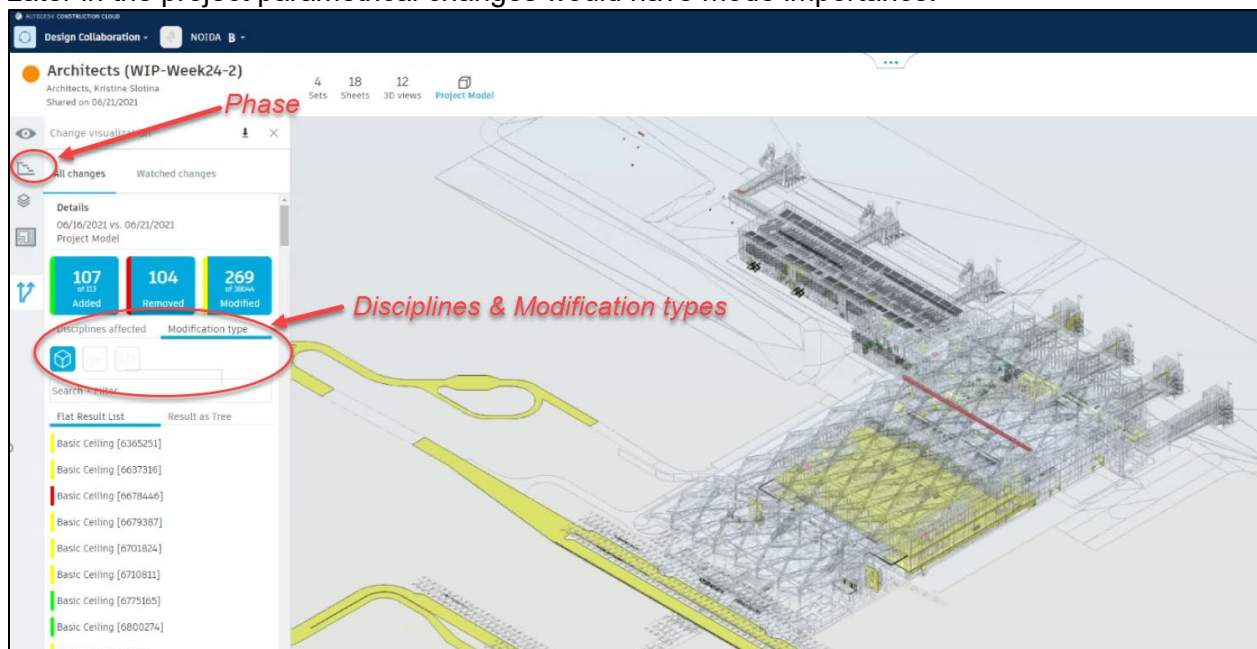 Later in the project parametrical changes would have mode importance.
AUTODESK CONSTRUCTION CLOUD
Design Collaboration
NOIDA B
Architects (WIP-Week24-2)
Architects, Kristine Slotina
Shared on 06/21/2021
4 18 12
Sets Sheets 3D views Project Model
Phase
Change visualization
All changes Watched changes
Details
06/16/2021 vs. 06/21/2021
Project Model
107 104 269
of 113 of 38044
Added Removed Modified
Disciplines & Modification types
Disciplines affected Modification type
Search + Filter
Flat Result List Result as Tree
Basic Ceiling [6365251]
Basic Ceiling [6637316]
Basic Ceiling [6678446]
Basic Ceiling [6679387]
Basic Ceiling [6701824]
Basic Ceiling [6710811]
Basic Ceiling [6775165]
Basic Ceiling [6800274]